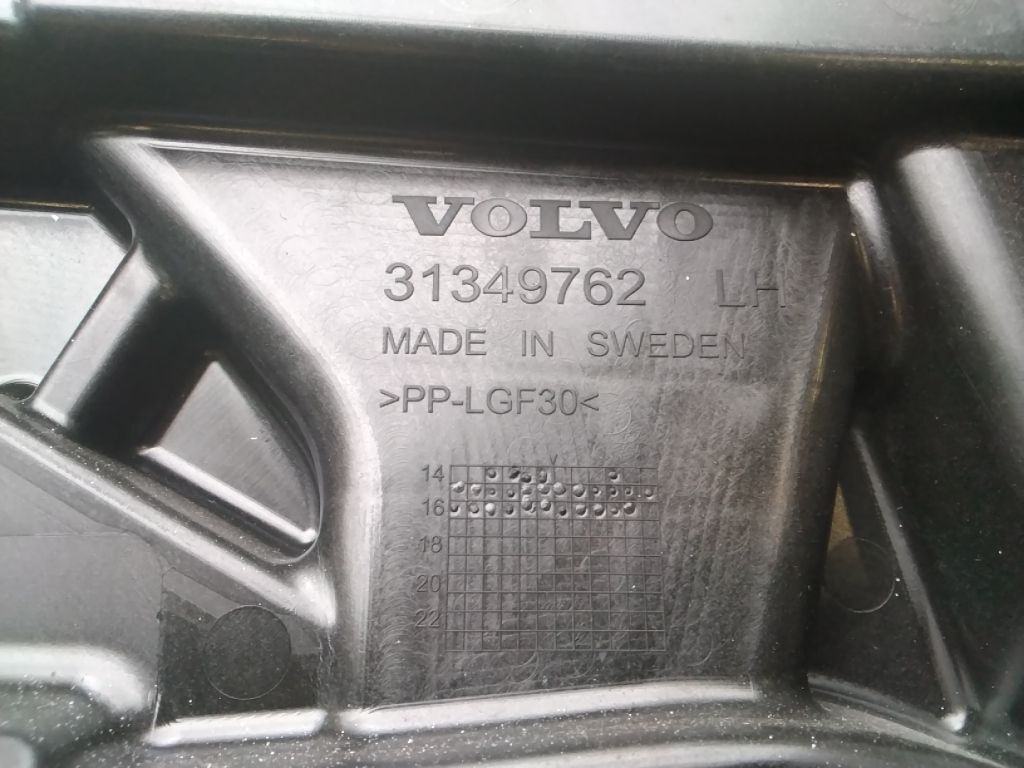 VOLVO
31349762 LH
MADE IN SWEDEN
>PP-LGF30<
14
16
18
20
22